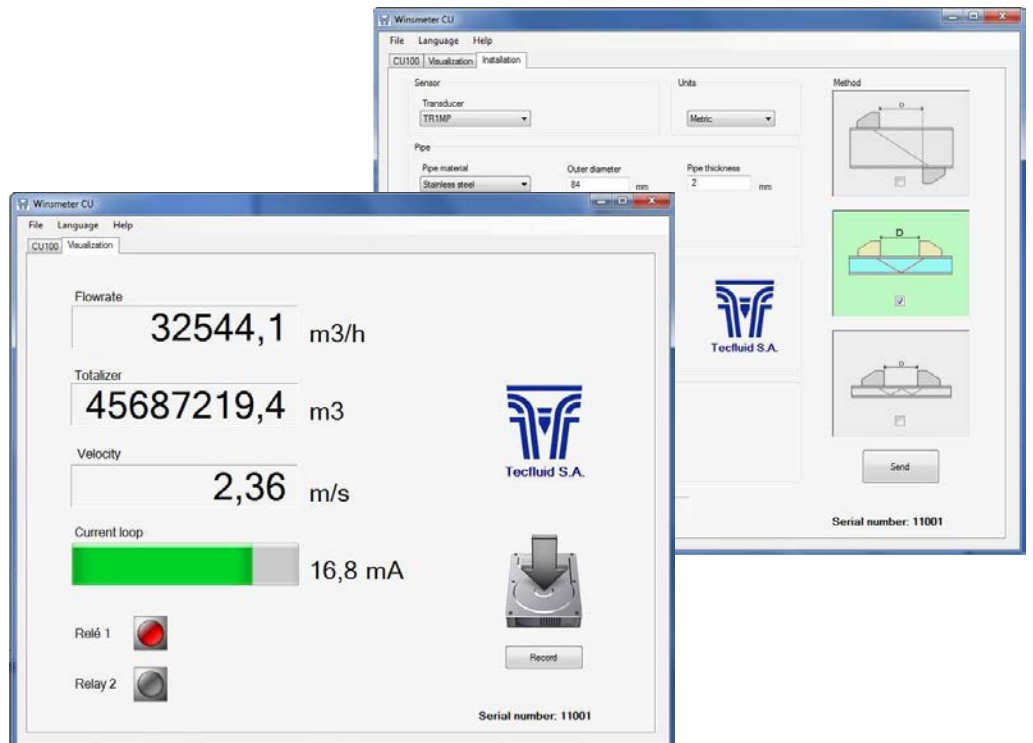 Winsmeter CU
File Language Help
CU100 Visualization Installation
Sensor
Transducer
TR1MP
Units
Metric
Pipe
Pipe material
Stainless steel
Outer diameter
84 mm
Pipe thickness
2 mm
Method
D
D
D
Tecfluid S.A.
Send
Serial number: 11001
Winsmeter CU
File Language Help
CU100 Visualization
Flowrate
32544,1 m3/h
Totalizer
45687219,4 m3
Velocity
2,36 m/s
Current loop
16,8 mA
Relé 1
Relay 2
Tecfluid S.A.
Record
Serial number: 11001